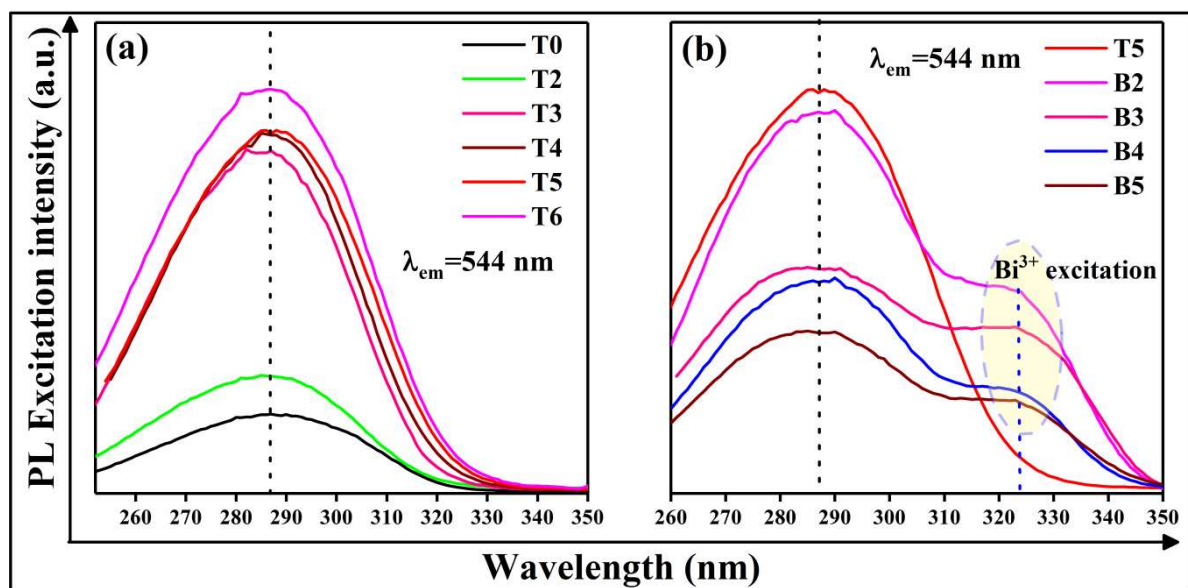 PL Excitation intensity (a.u.)
(a)
T0
T2
T3
T4
T5
T6
λem=544 nm
260 270 280 290 300 310 320 330 340 350
(b)
λem=544 nm
T5
B2
B3
B4
B5
Bi³⁺ excitation
260 270 280 290 300 310 320 330 340 350
Wavelength (nm)